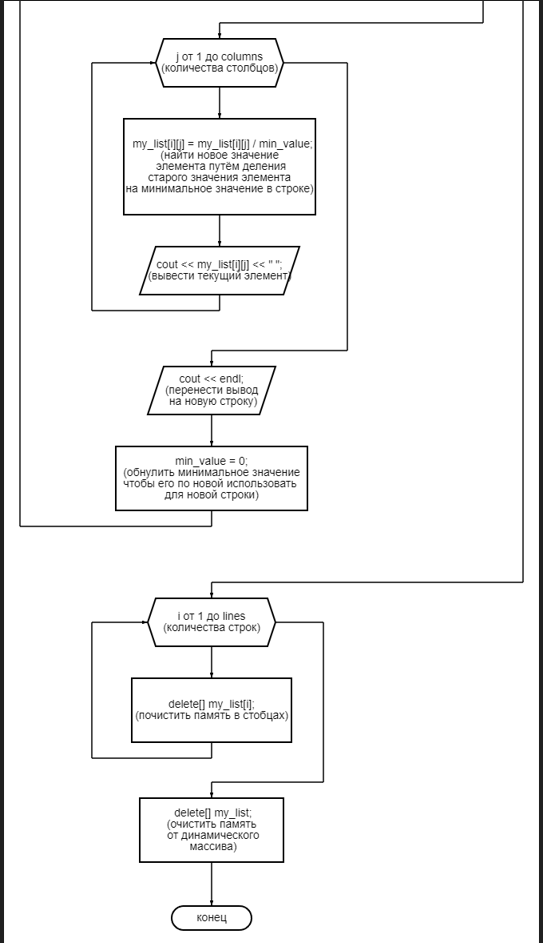 j от 1 до columns
(количества столбцов)
my_list[i][j] = my_list[i][j] / min_value;
(найти новое значение
элемента путём деления
старого значения элемента
на минимальное значение в строке)
cout << my_list[i][j] << " ";
(вывести текущий элемент)
cout << endl;
(перенести вывод
на новую строку)
min_value = 0;
(обнулить минимальное значение
чтобы его по новой использовать
для новой строки)
i от 1 до lines
(количества строк)
delete[] my_list[i];
(почистить память в стобцах)
delete[] my_list;
(очистить память
от динамического
массива)
конец